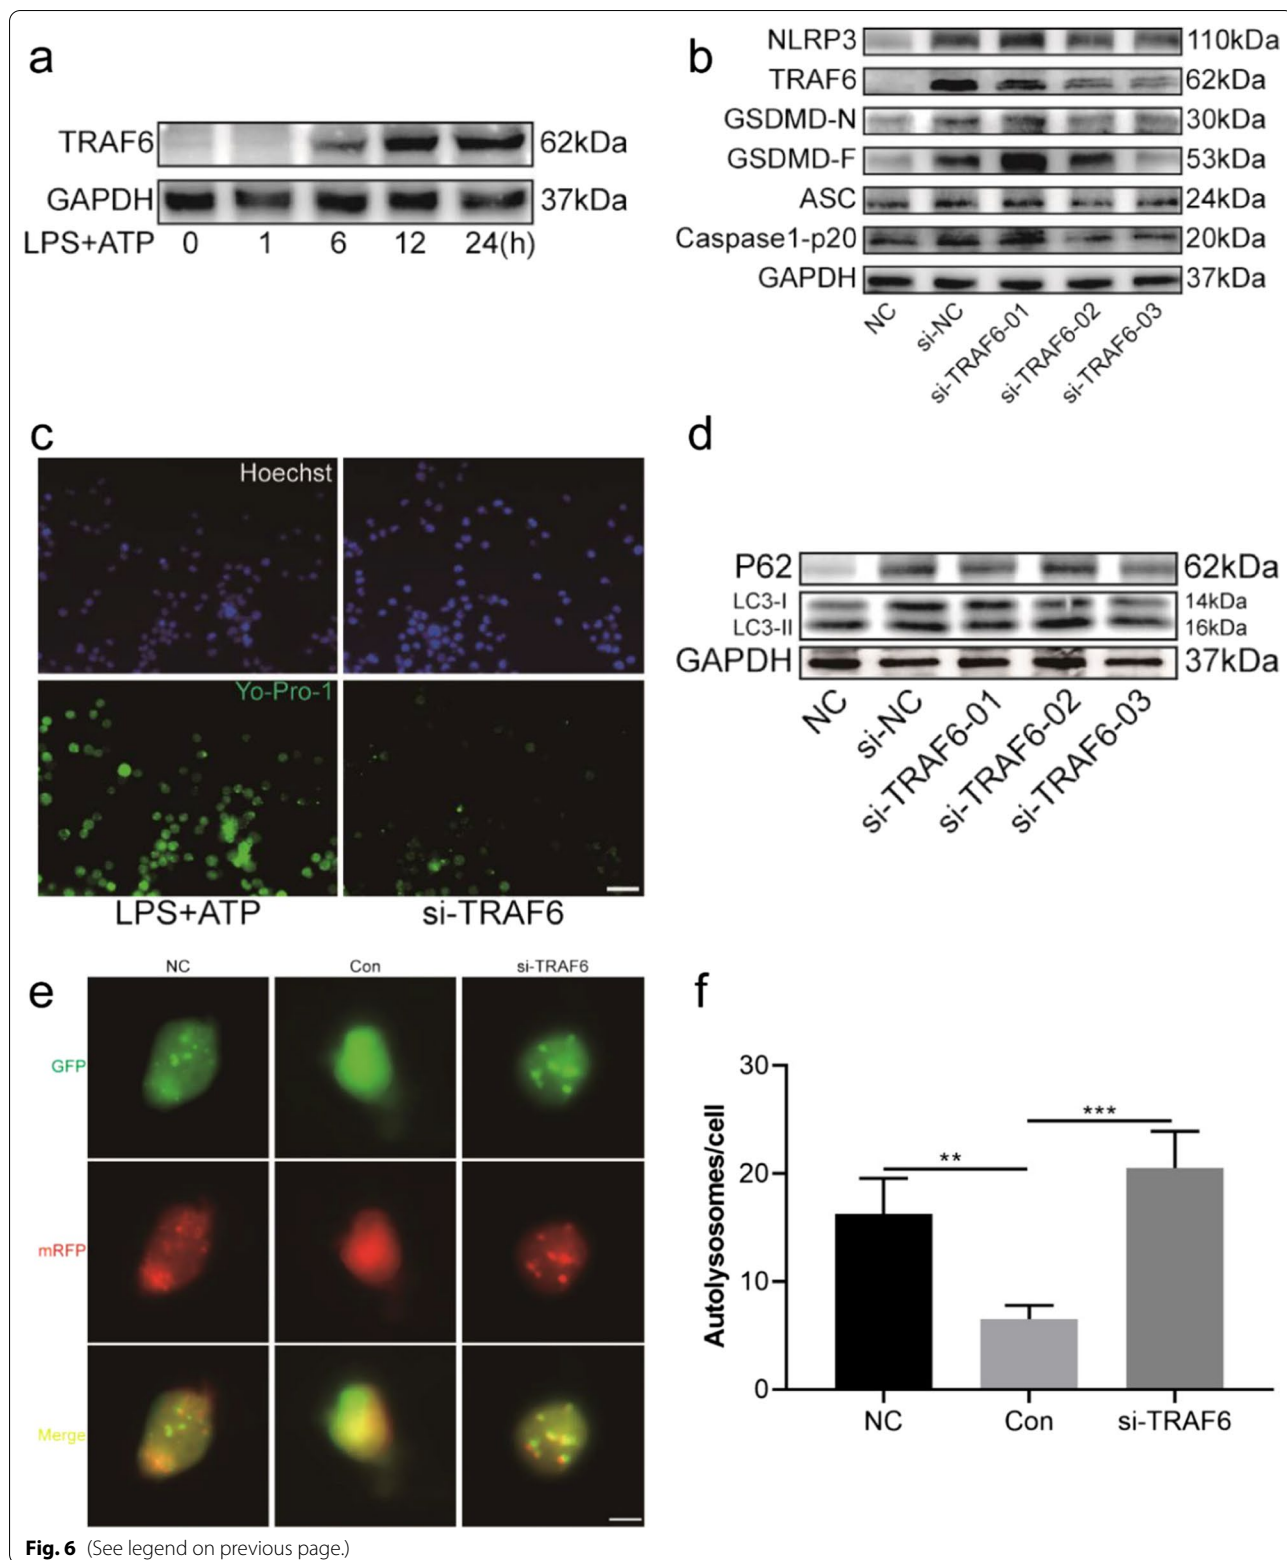 a
TRAF6 62kDa
GAPDH 37kDa
LPS+ATP 0 1 6 12 24(h)
b
NLRP3 110kDa
TRAF6 62kDa
GSDMD-N 30kDa
GSDMD-F 53kDa
ASC 24kDa
Caspase1-p20 20kDa
GAPDH 37kDa
NC si-NC si-TRAF6-01 si-TRAF6-02 si-TRAF6-03
c
Hoechst
Yo-Pro-1
LPS+ATP si-TRAF6
d
P62 62kDa
LC3-I 14kDa
LC3-II 16kDa
GAPDH 37kDa
NC si-NC si-TRAF6-01 si-TRAF6-02 si-TRAF6-03
e
NC Con si-TRAF6
GFP
mRFP
Merge
f
Autolysosomes/cell
30
20
10
0
**
***
NC Con si-TRAF6
Fig. 6 (See legend on previous page.)